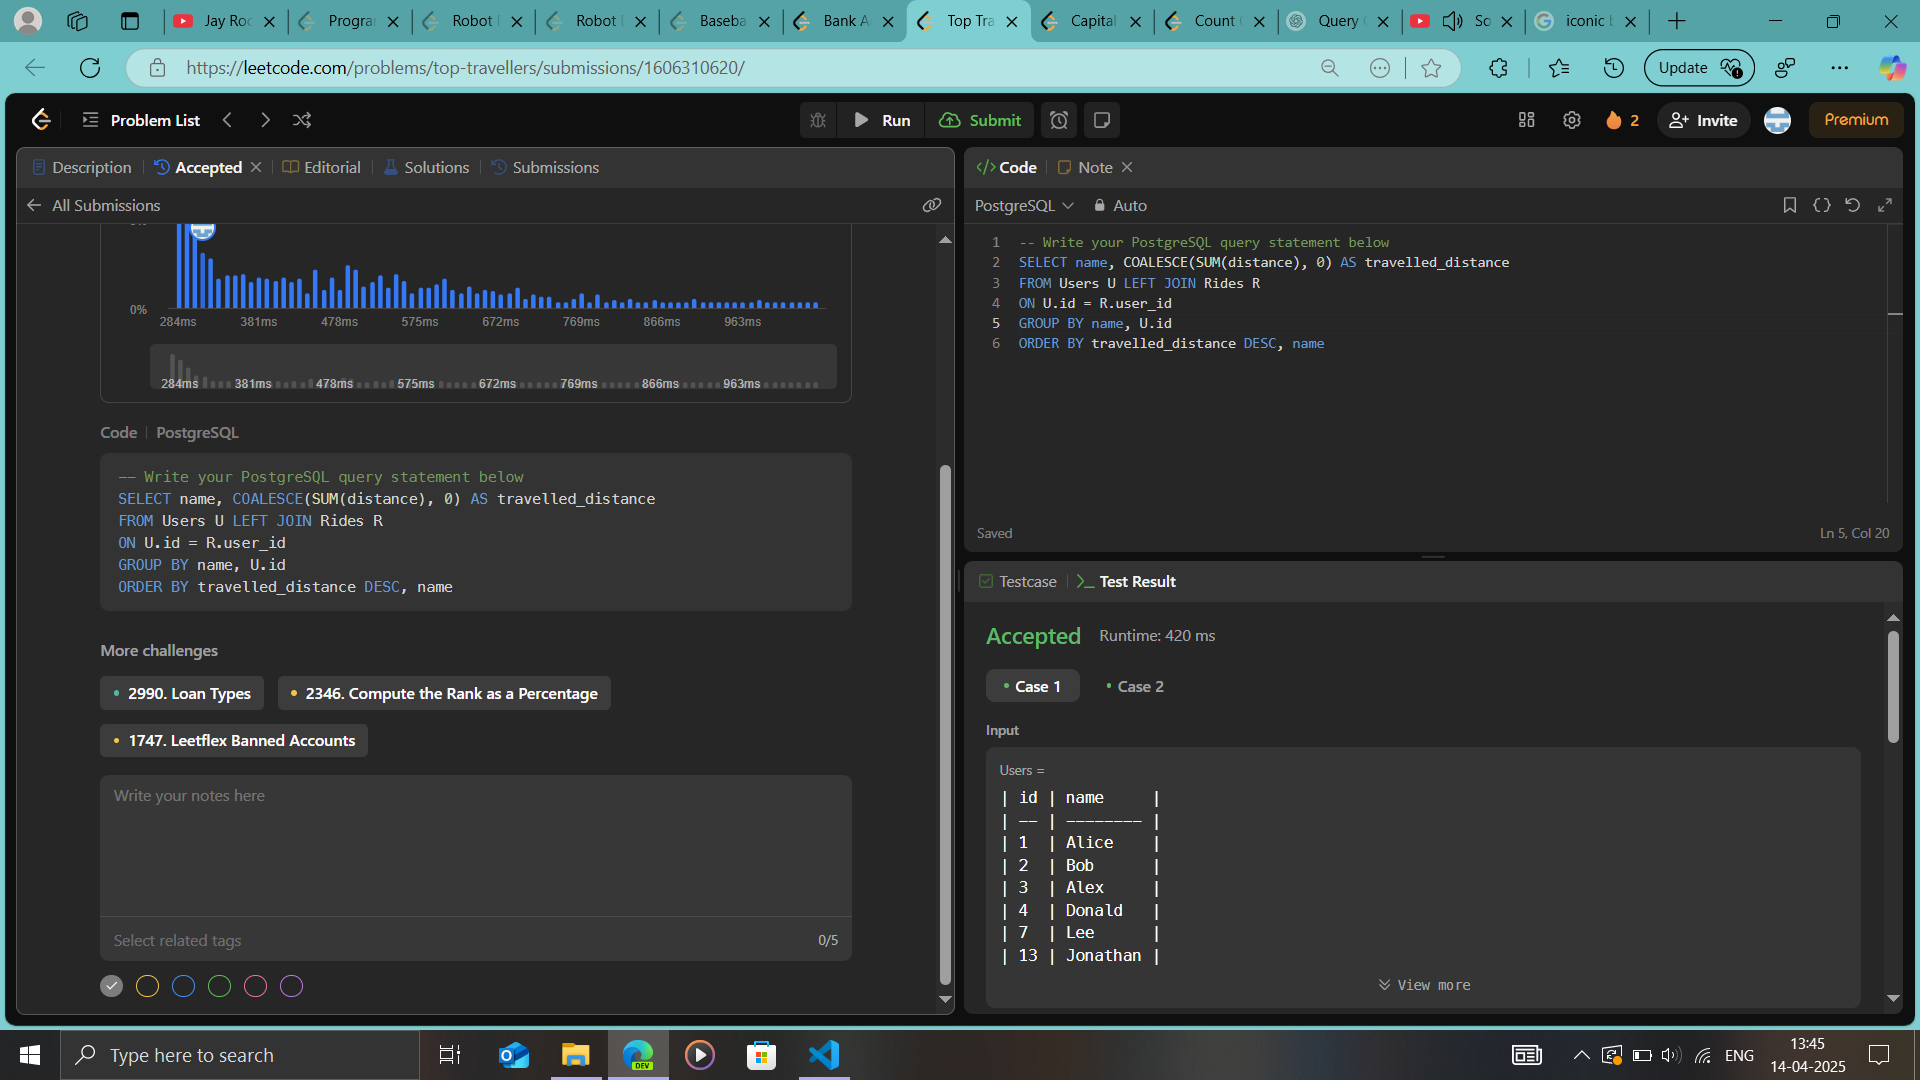 Jay Roc
Progran
Robot
Robot
Baseba
Bank A
Top Tra
Capital
Count
Query
So
iconic
https://leetcode.com/problems/top-travellers/submissions/1606310620/
Update
Problem List
Run
Submit
2
Invite
Premium
Description
Accepted
Editorial
Solutions
Submissions
All Submissions
0%
284ms 381ms 478ms 575ms 672ms 769ms 866ms 963ms
284ms 381ms 478ms 575ms 672ms 769ms 866ms 963ms
Code | PostgreSQL
-- Write your PostgreSQL query statement below
SELECT name, COALESCE(SUM(distance), 0) AS travelled_distance
FROM Users U LEFT JOIN Rides R
ON U.id = R.user_id
GROUP BY name, U.id
ORDER BY travelled_distance DESC, name
More challenges
2990. Loan Types
2346. Compute the Rank as a Percentage
1747. Leetflex Banned Accounts
Write your notes here
Select related tags
0/5
Code
Note
PostgreSQL
Auto
1 -- Write your PostgreSQL query statement below
2 SELECT name, COALESCE(SUM(distance), 0) AS travelled_distance
3 FROM Users U LEFT JOIN Rides R
4 ON U.id = R.user_id
5 GROUP BY name, U.id
6 ORDER BY travelled_distance DESC, name
Saved
Ln 5, Col 20
Testcase
Test Result
Accepted
Runtime: 420 ms
Case 1
Case 2
Input
Users =
| id | name     |
| -- | -------- |
| 1  | Alice    |
| 2  | Bob      |
| 3  | Alex     |
| 4  | Donald   |
| 7  | Lee      |
| 13 | Jonathan |
View more
Type here to search
DEV
ENG
13:45
14-04-2025